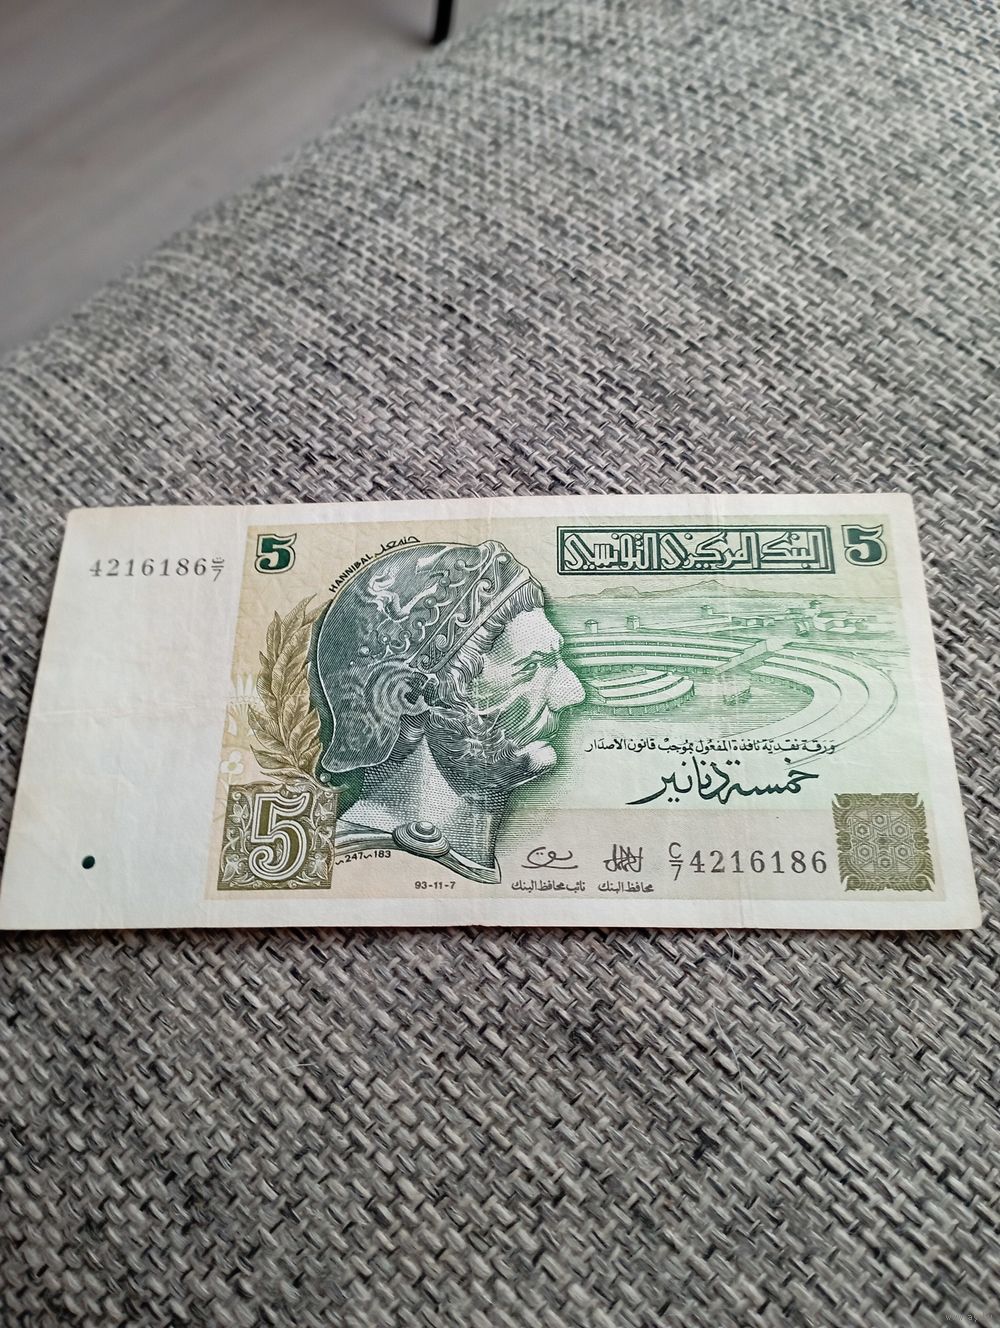 5
البنك المركزي التونسي
5
4216186 ت/7
HANNIBAL حنبعل
ورقة نقدية نافذة المفعول بموجب قانون الاصدار
خمسة دنانير
5
~247~183
C/7 4216186
93-11-7
نائب محافظ البنك
محافظ البنك